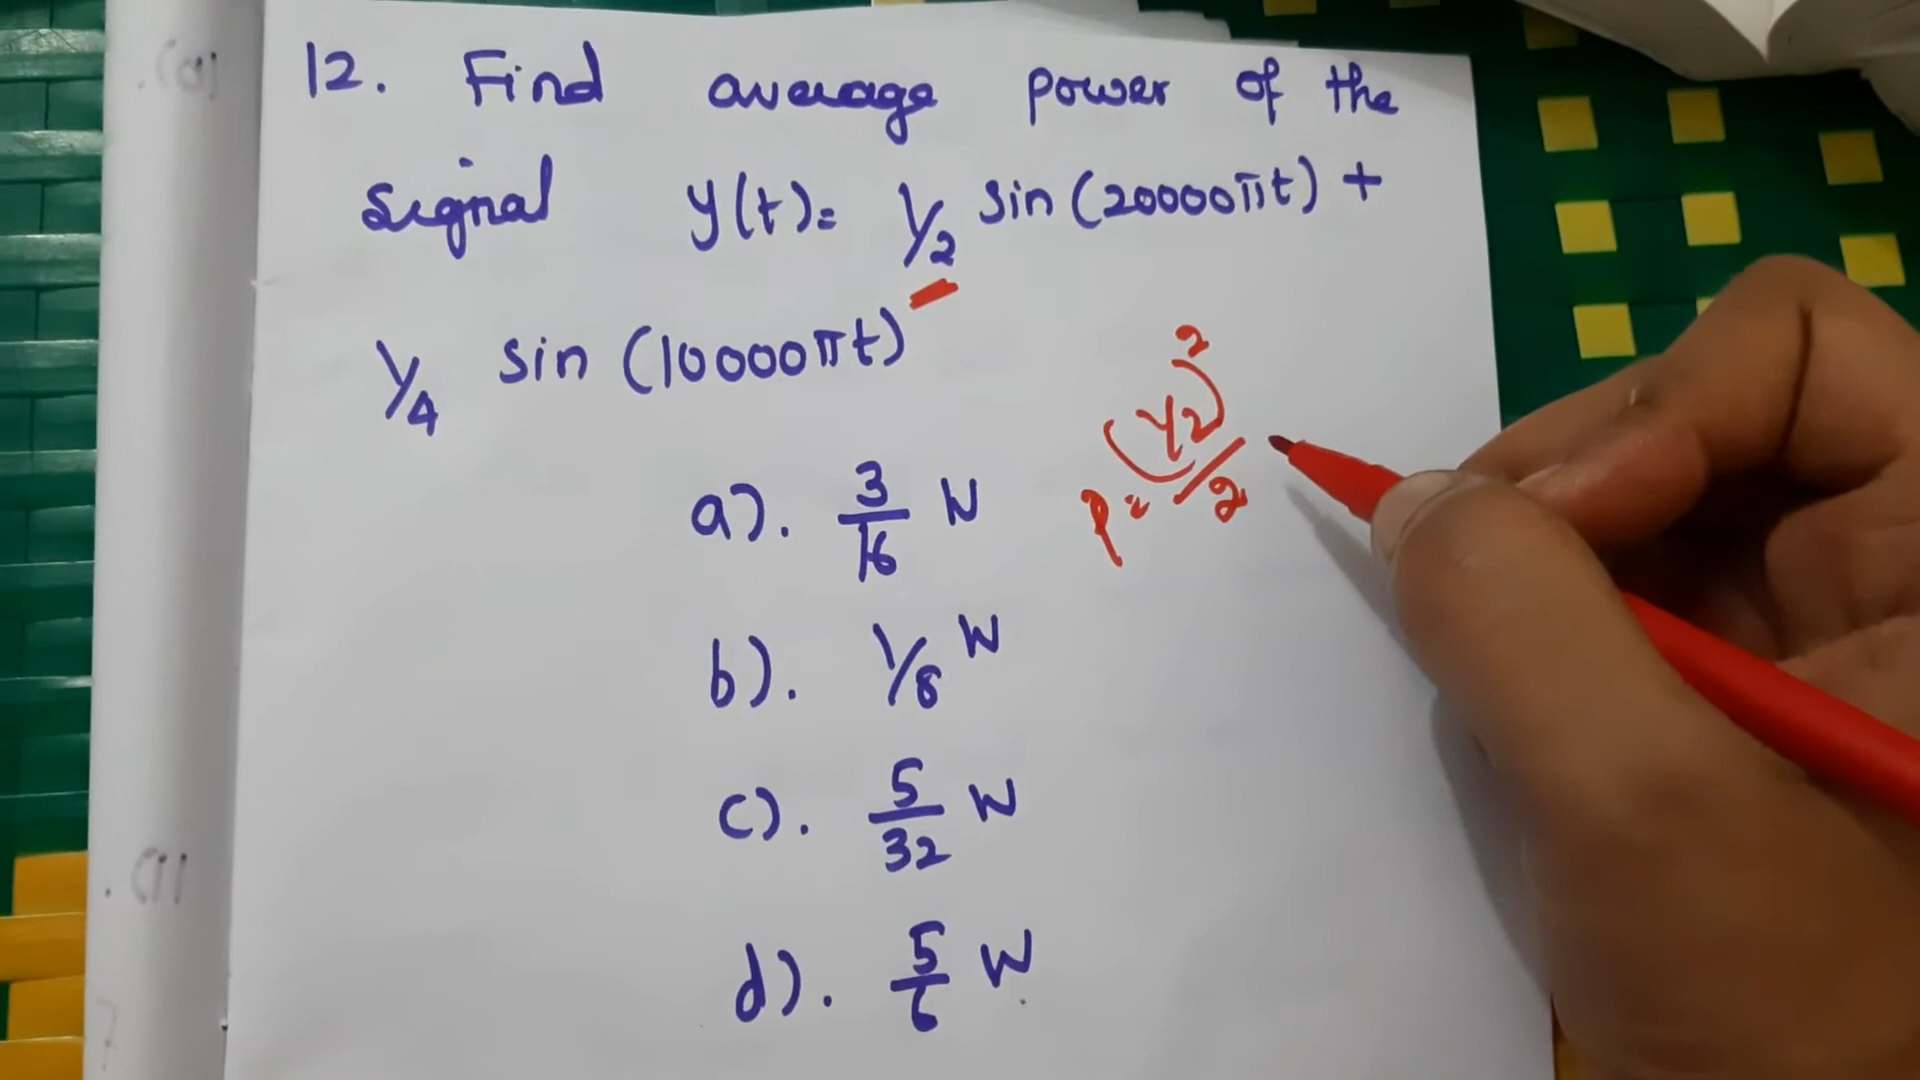 12. Find average power of the
signal y(t)= 1/2 sin(20000πt) +
1/4 sin (10000πt)
a). 3/16 W
b). 1/8 W
c). 5/32 W
d). 5/6 W
P = (1/2)²/2